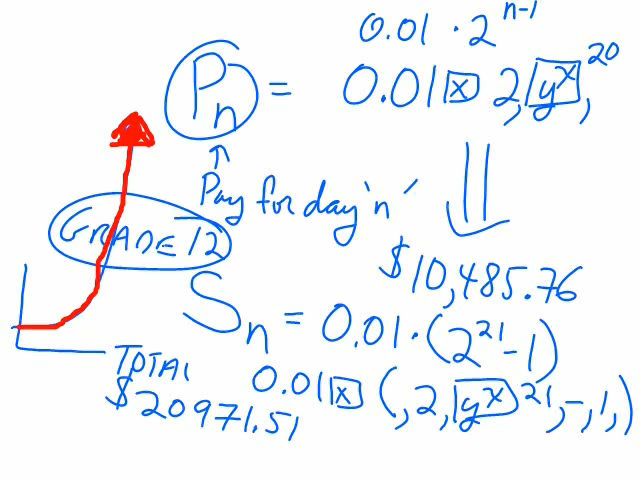 0.01 · 2^n-1
Pn = 0.01 x 2, y^x, 20
Pay for day 'n'
GRADE 12
$10,485.76
Sn = 0.01 · (2^21 - 1)
TOTAL
$20971.51
0.01 x (, 2, y^x 21, -, 1, )